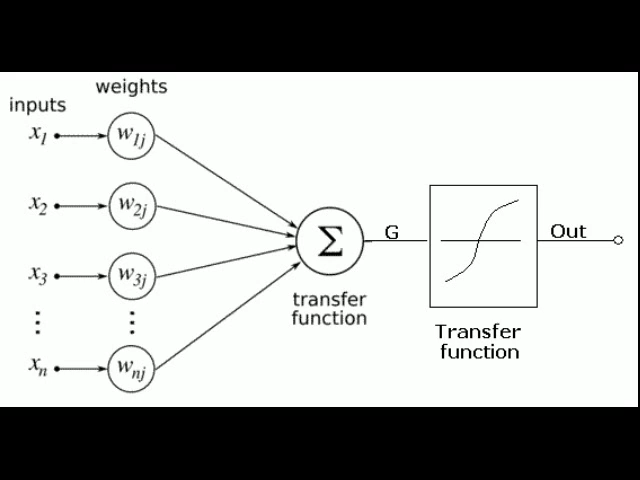 weights
inputs
x1
w1j
x2
w2j
x3
w3j
⋮
⋮
xn
wnj
Σ
transfer
function
G
Out
Transfer
function